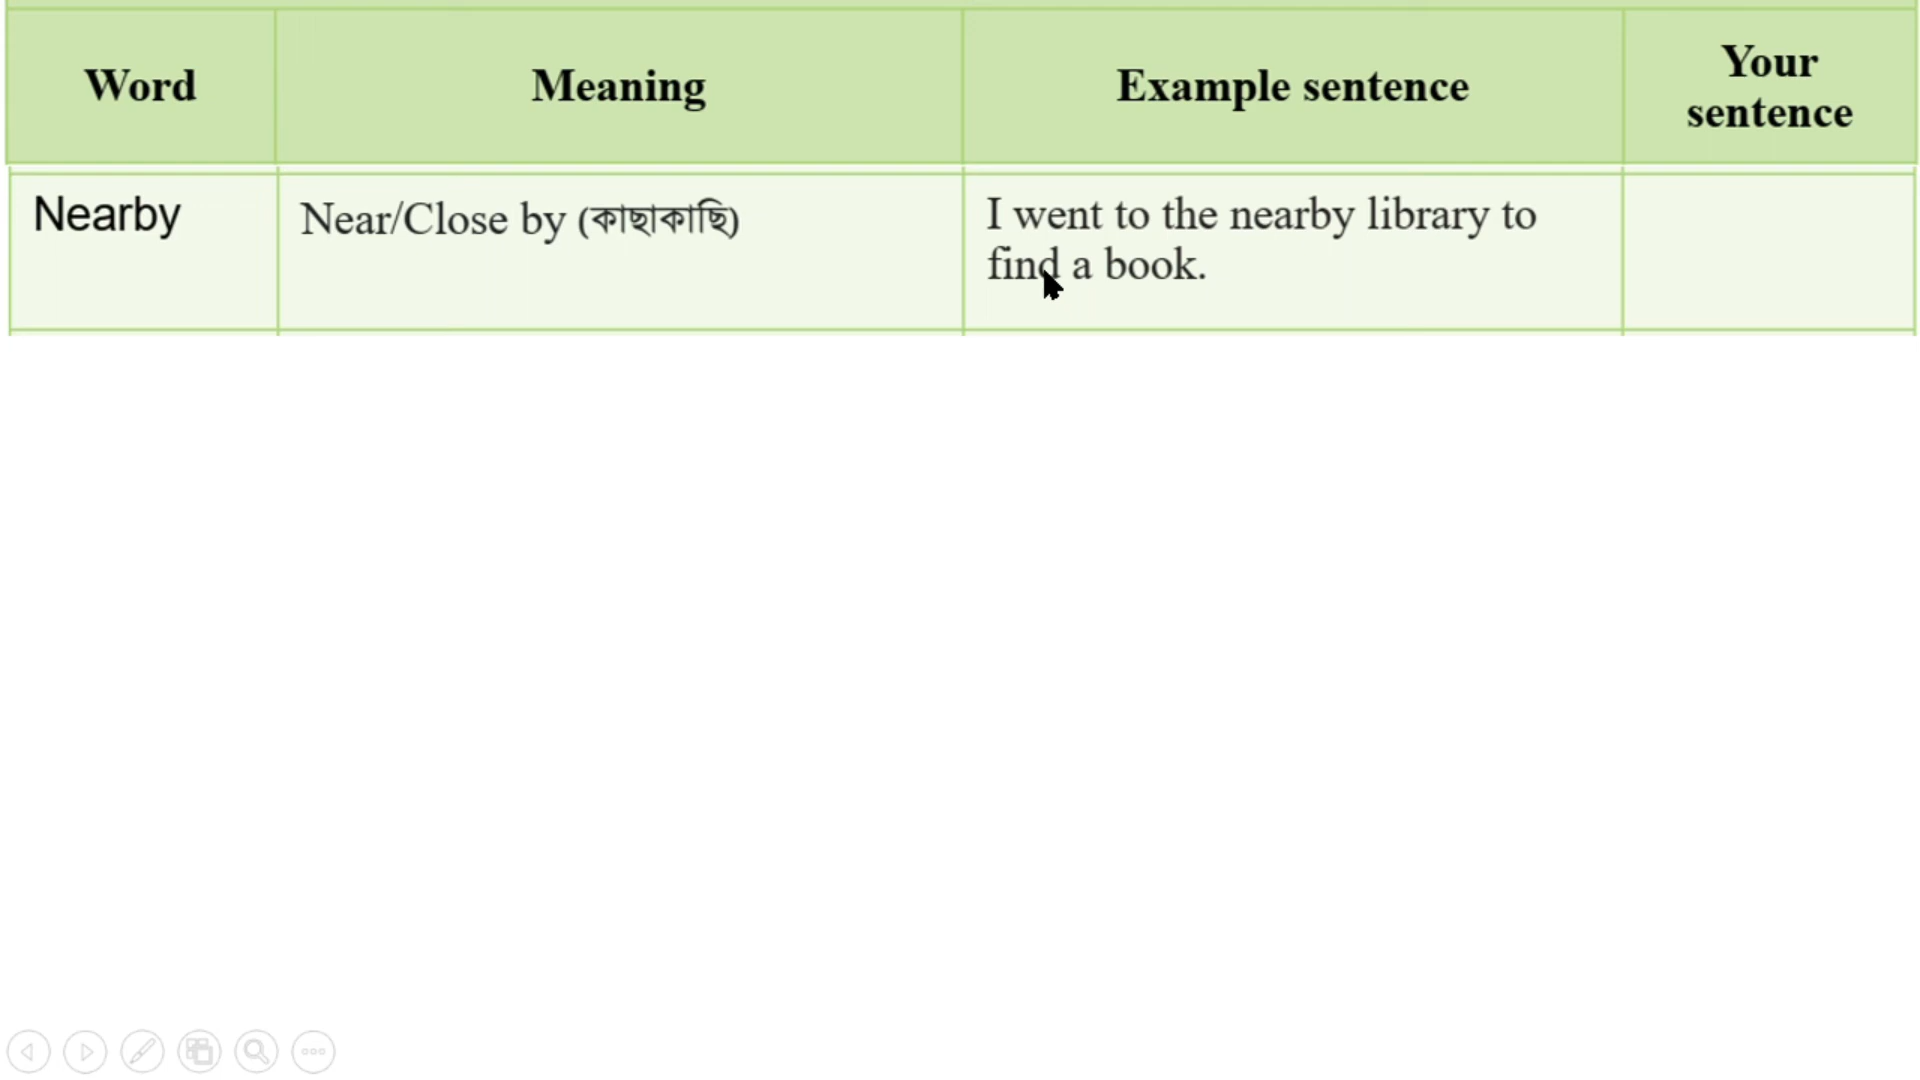 Word
Meaning
Example sentence
Your
sentence
Nearby
Near/Close by (কাছাকাছি)
I went to the nearby library to
find a book.